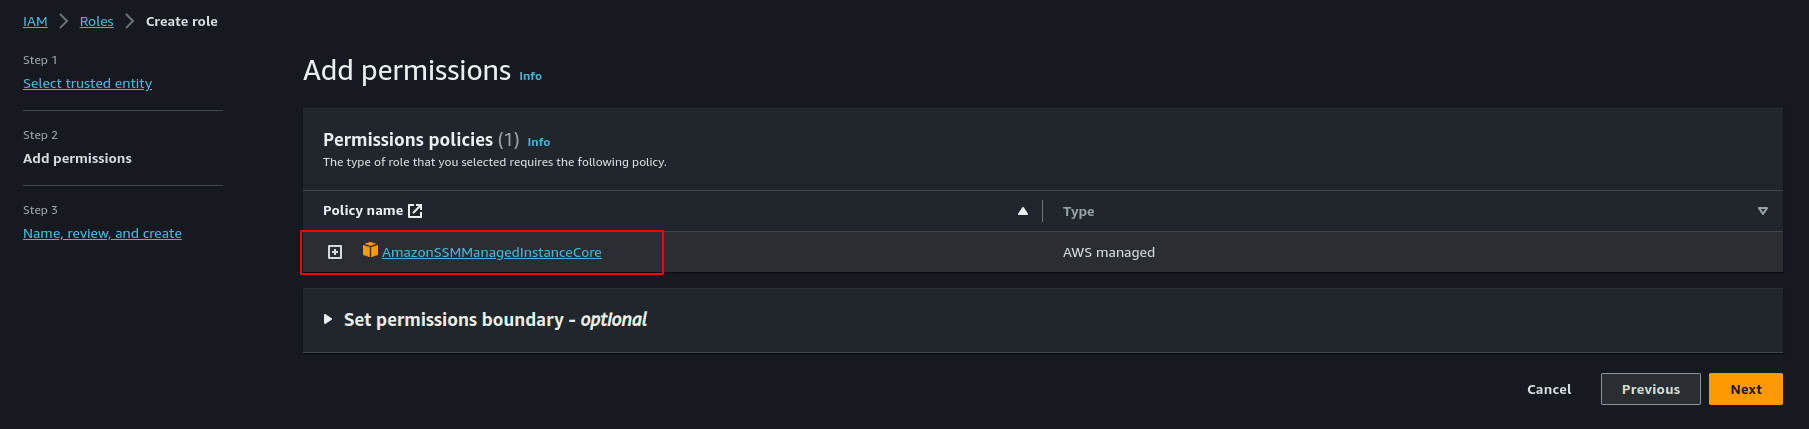 IAM Roles Create role
Step 1
Select trusted entity
Step 2
Add permissions
Step 3
Name, review, and create
Add permissions Info
Permissions policies (1) Info
The type of role that you selected requires the following policy.
Policy name Type
AmazonSSMManagedInstanceCore AWS managed
Set permissions boundary - optional
Cancel Previous Next